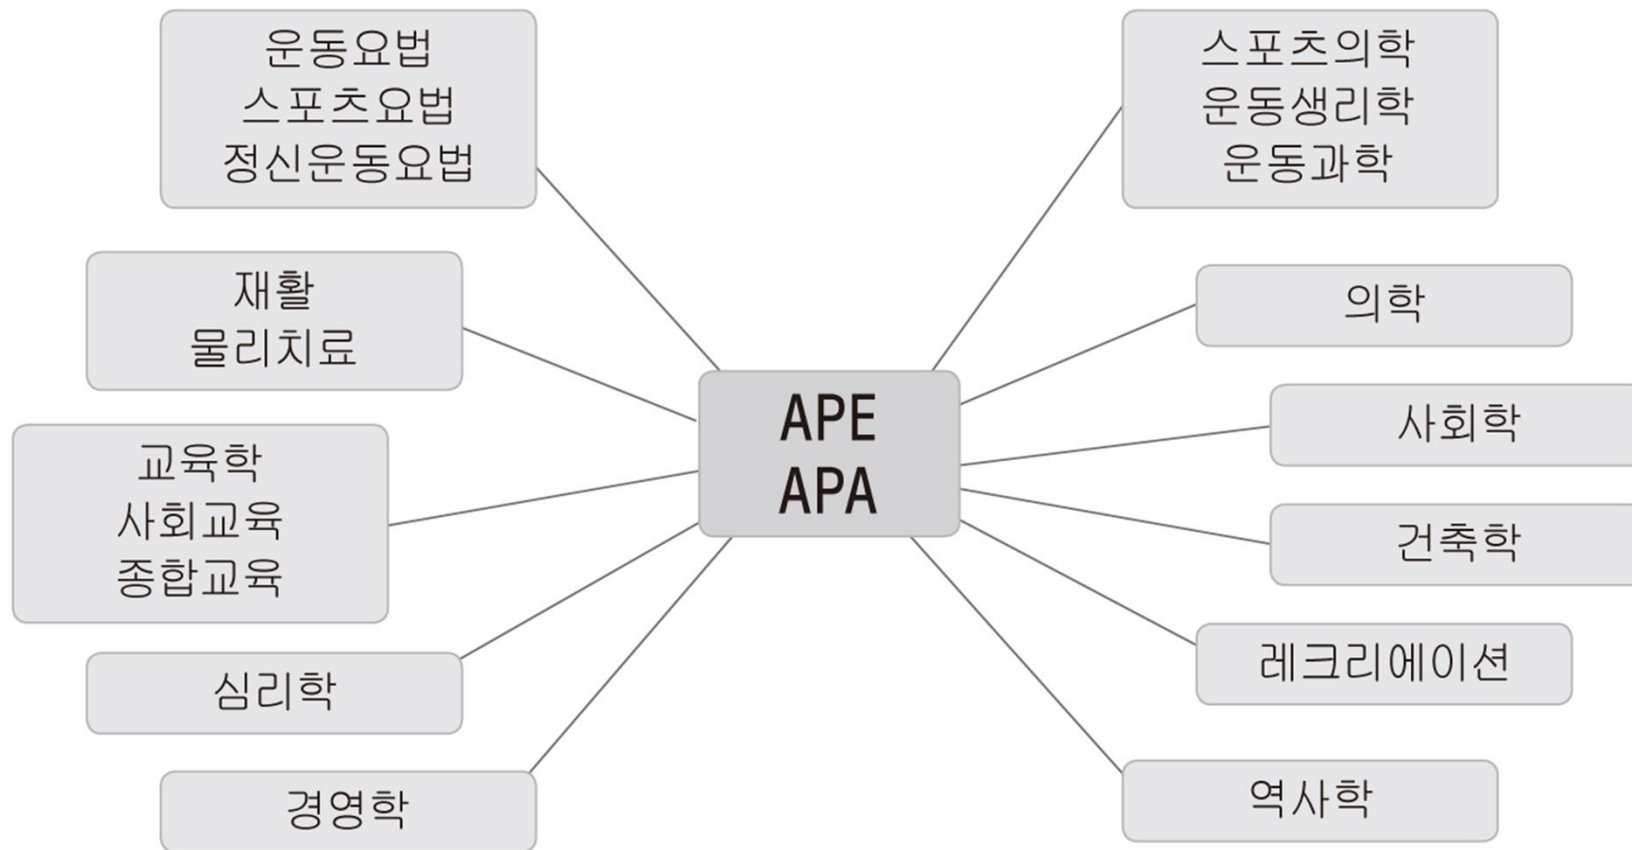 운동요법
스포츠요법
정신운동요법
재활
물리치료
교육학
사회교육
종합교육
심리학
경영학
APE
APA
스포츠의학
운동생리학
운동과학
의학
사회학
건축학
레크리에이션
역사학